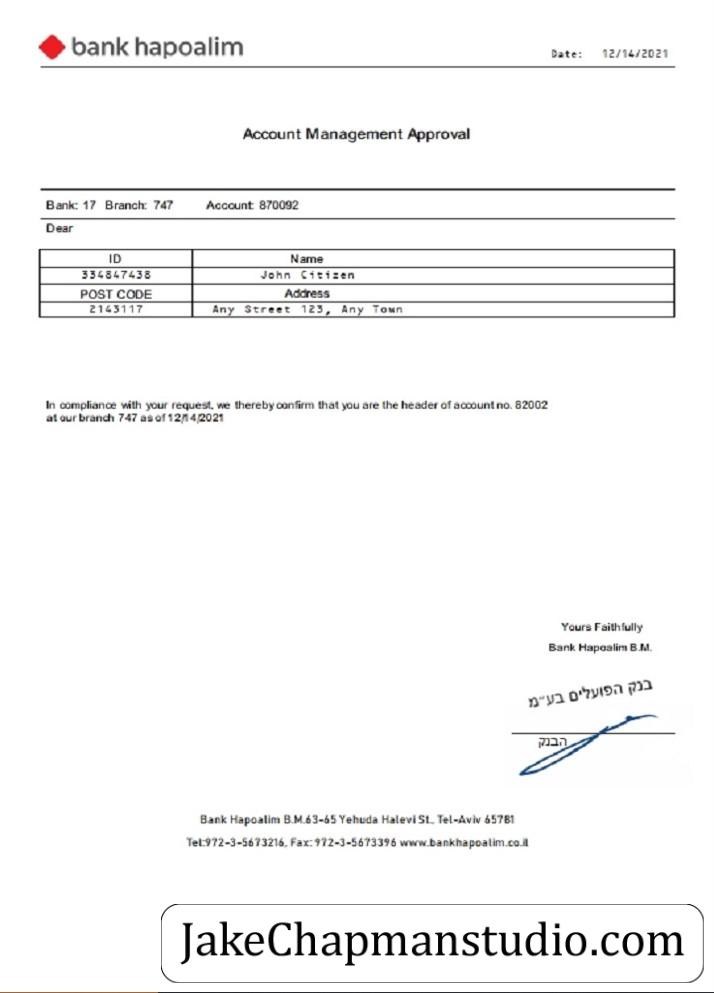 bank hapoalim
Date: 12/14/2021
Account Management Approval
Bank: 17 Branch: 747 Account: 870092
Dear
ID Name
334847438 John Citizen
POST CODE Address
2143117 Any Street 123, Any Town
In compliance with your request, we thereby confirm that you are the header of account no. 82002
at our branch 747 as of 12/14/2021
Yours Faithfully
Bank Hapoalim B.M.
בנק הפועלים בע״מ
הבנק
Bank Hapoalim B.M.63-65 Yehuda Halevi St., Tel-Aviv 65781
Tel:972-3-5673216, Fax: 972-3-5673396 www.bankhapoalim.co.il
JakeChapmanstudio.com